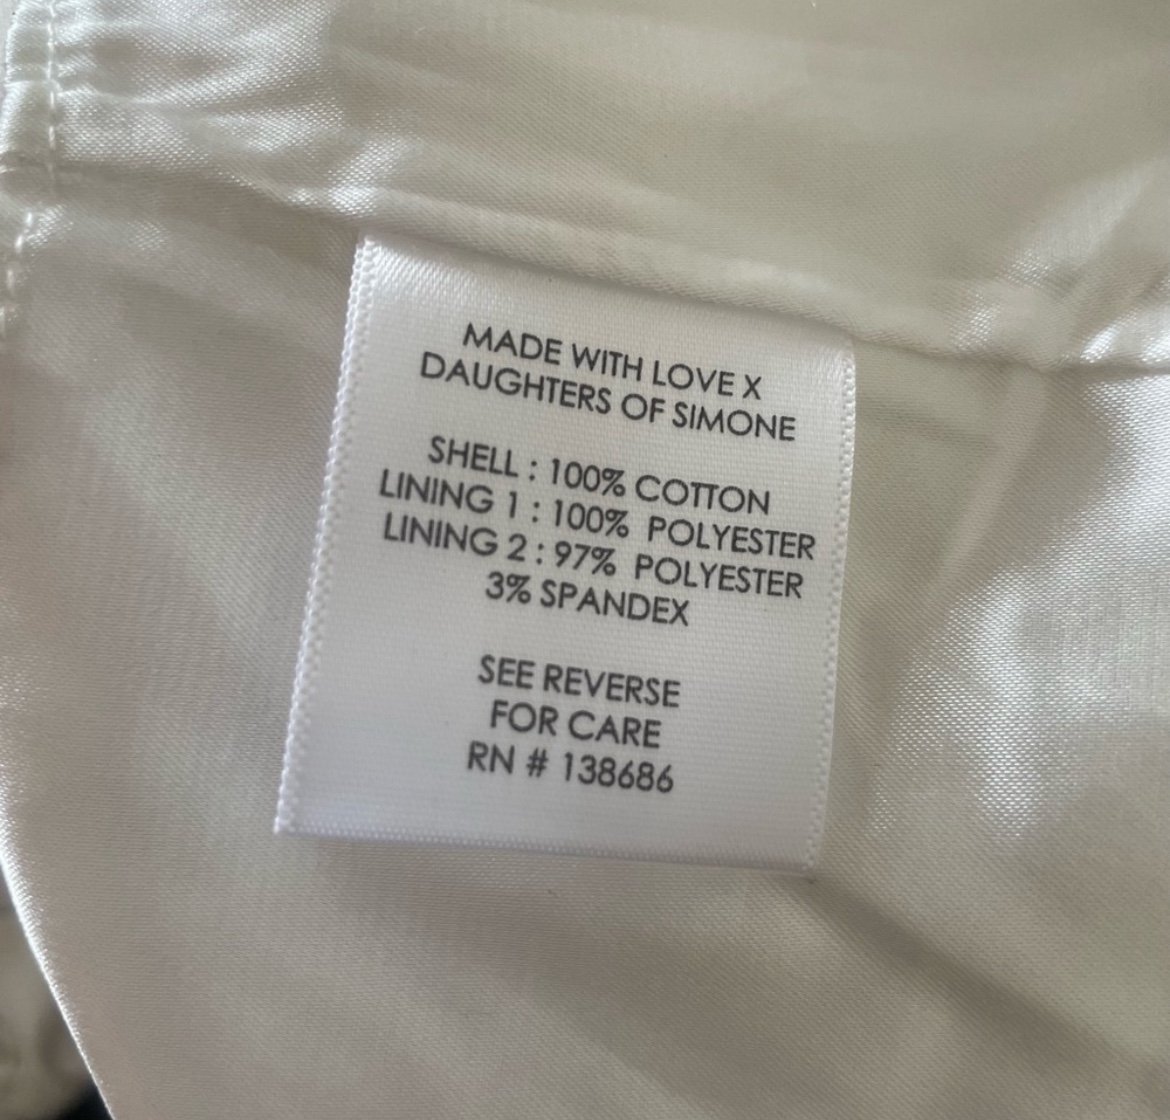 MADE WITH LOVE X
DAUGHTERS OF SIMONE
SHELL : 100% COTTON
LINING 1 : 100% POLYESTER
LINING 2 : 97% POLYESTER
3% SPANDEX
SEE REVERSE
FOR CARE
RN # 138686